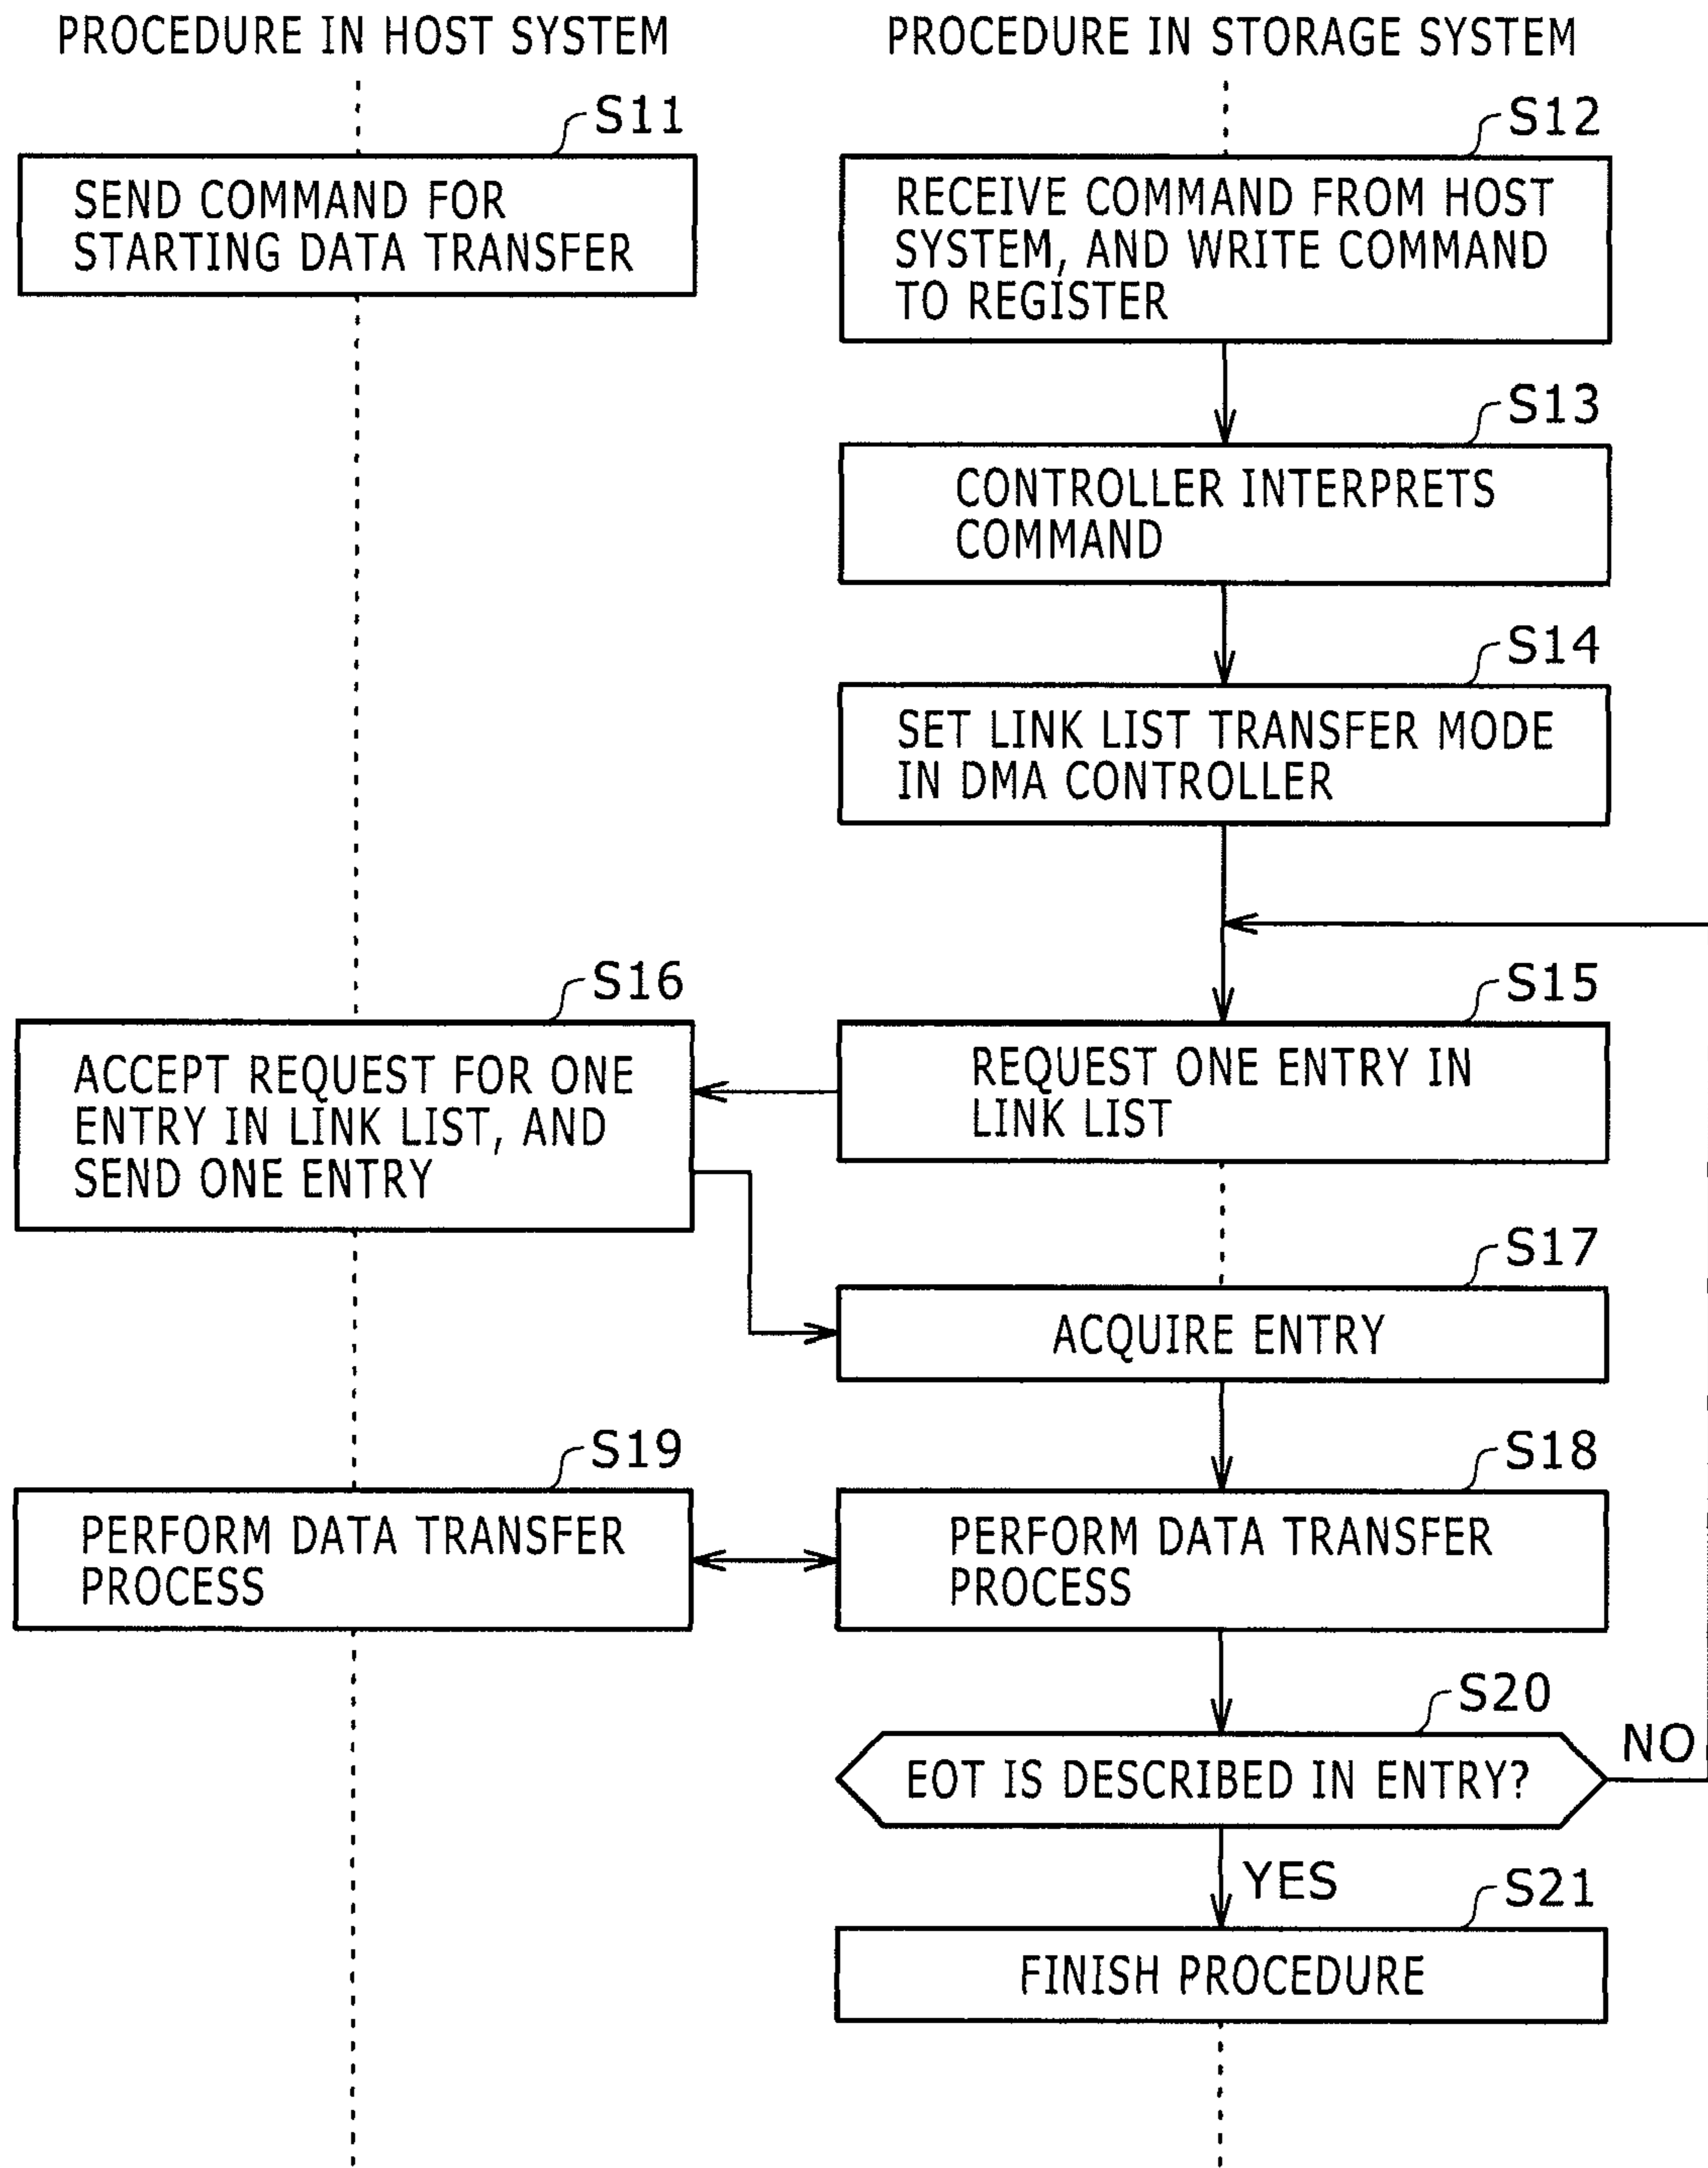 PROCEDURE IN HOST SYSTEM
PROCEDURE IN STORAGE SYSTEM
S11
SEND COMMAND FOR
STARTING DATA TRANSFER
S12
RECEIVE COMMAND FROM HOST
SYSTEM, AND WRITE COMMAND
TO REGISTER
S13
CONTROLLER INTERPRETS
COMMAND
S14
SET LINK LIST TRANSFER MODE
IN DMA CONTROLLER
S15
REQUEST ONE ENTRY IN
LINK LIST
S16
ACCEPT REQUEST FOR ONE
ENTRY IN LINK LIST, AND
SEND ONE ENTRY
S17
ACQUIRE ENTRY
S18
PERFORM DATA TRANSFER
PROCESS
S19
PERFORM DATA TRANSFER
PROCESS
S20
EOT IS DESCRIBED IN ENTRY?
NO
YES
S21
FINISH PROCEDURE